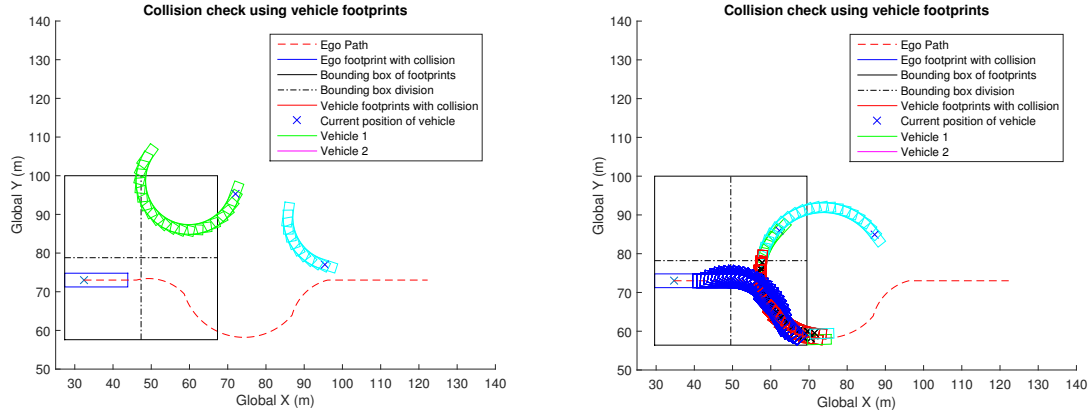 Collision check using vehicle footprints
140
130
120
110
100
90
80
70
60
50
Global Y (m)
30 40 50 60 70 80 90 100 110 120 130 140
Global X (m)
Ego Path
Ego footprint with collision
Bounding box of footprints
Bounding box division
Vehicle footprints with collision
Current position of vehicle
Vehicle 1
Vehicle 2
Collision check using vehicle footprints
140
130
120
110
100
90
80
70
60
50
Global Y (m)
30 40 50 60 70 80 90 100 110 120 130 140
Global X (m)
Ego Path
Ego footprint with collision
Bounding box of footprints
Bounding box division
Vehicle footprints with collision
Current position of vehicle
Vehicle 1
Vehicle 2